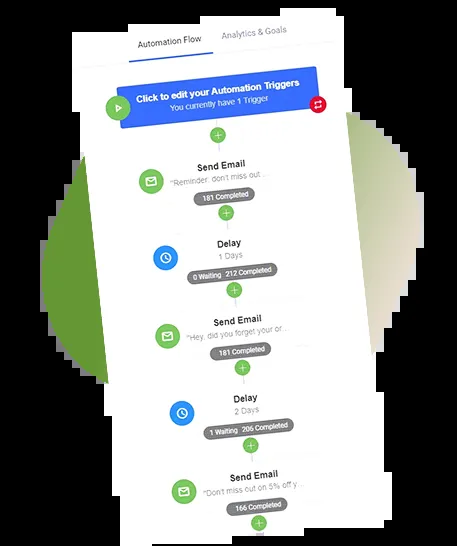 Automation Flow
Analytics & Goals
Click to edit your Automation Triggers
You currently have 1 Trigger
Send Email
"Reminder: don't miss out ...
181 Completed
Delay
1 Days
0 Waiting 212 Completed
Send Email
"Hey, did you forget your or...
181 Completed
Delay
2 Days
1 Waiting 206 Completed
Send Email
"Don't miss out on 5% off y...
166 Completed